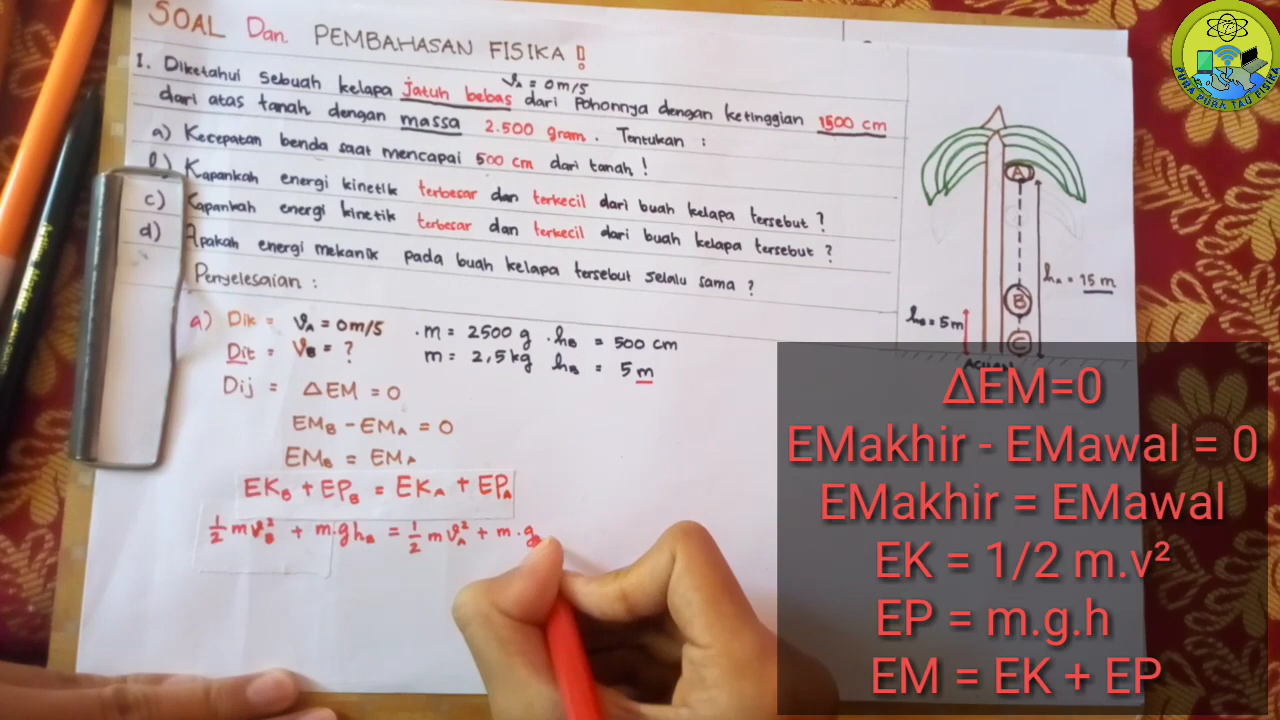 SOAL Dan PEMBAHASAN FISIKA !
1. Diketahui Sebuah kelapa jatuh bebas dari Pohonnya dengan ketinggian 1500 cm
vA = 0 m/s
dari atas tanah dengan massa 2.500 gram. Tentukan :
a) Kecepatan benda saat mencapai 500 cm dari tanah !
b) Kapankah energi kinetik terbesar dan terkecil dari buah kelapa tersebut ?
c) Kapankah energi kinetik terbesar dan terkecil dari buah kelapa tersebut ?
d) Apakah energi mekanik pada buah kelapa tersebut selalu sama ?
Penyelesaian :
a) Dik = vA = 0 m/s . m = 2500 g . hB = 500 cm
m = 2,5 kg hB = 5 m
Dit = vB = ?
Dij = ΔEM = 0
EMB - EMA = 0
EMB = EMA
EKB + EPB = EKA + EPA
1/2 m vB² + m.g hB = 1/2 m vA² + m.g
A
hA = 15 m
B
hB = 5 m
C
PURA PURA TAU FISIKA
ΔEM=0
EMakhir - EMawal = 0
EMakhir = EMawal
EK = 1/2 m.v²
EP = m.g.h
EM = EK + EP